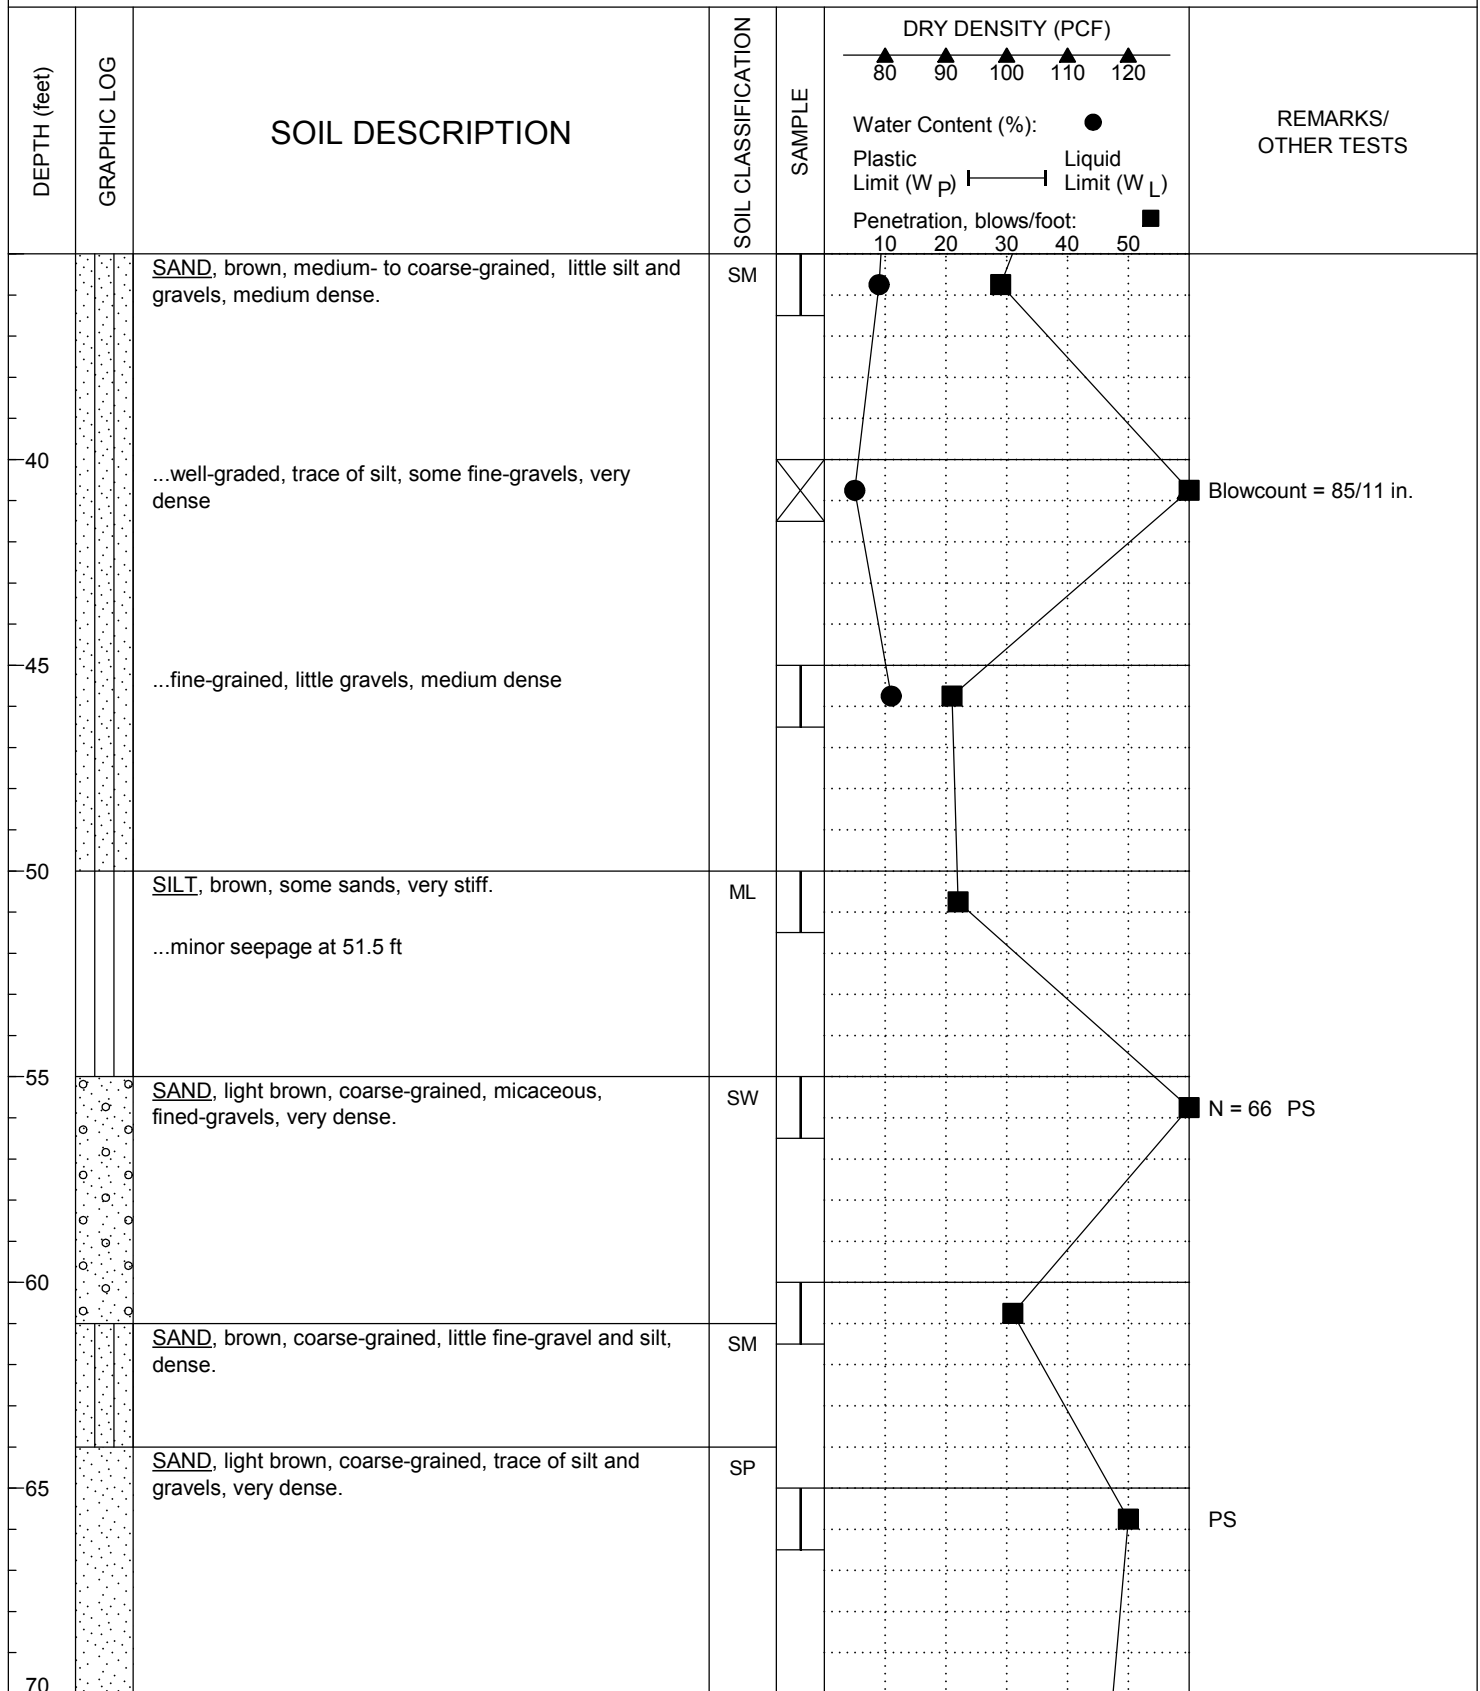 DEPTH (feet)
GRAPHIC LOG
SOIL DESCRIPTION
SOIL CLASSIFICATION
SAMPLE
DRY DENSITY (PCF)
80 90 100 110 120
Water Content (%):
Plastic
Limit (W P)
Liquid
Limit (W L)
Penetration, blows/foot:
10 20 30 40 50
REMARKS/
OTHER TESTS
SAND, brown, medium- to coarse-grained, little silt and
gravels, medium dense.
SM
40
...well-graded, trace of silt, some fine-gravels, very
dense
Blowcount = 85/11 in.
45
...fine-grained, little gravels, medium dense
50
SILT, brown, some sands, very stiff.
ML
...minor seepage at 51.5 ft
55
SAND, light brown, coarse-grained, micaceous,
fined-gravels, very dense.
SW
N = 66 PS
60
SAND, brown, coarse-grained, little fine-gravel and silt,
dense.
SM
SAND, light brown, coarse-grained, trace of silt and
gravels, very dense.
SP
65
PS
70